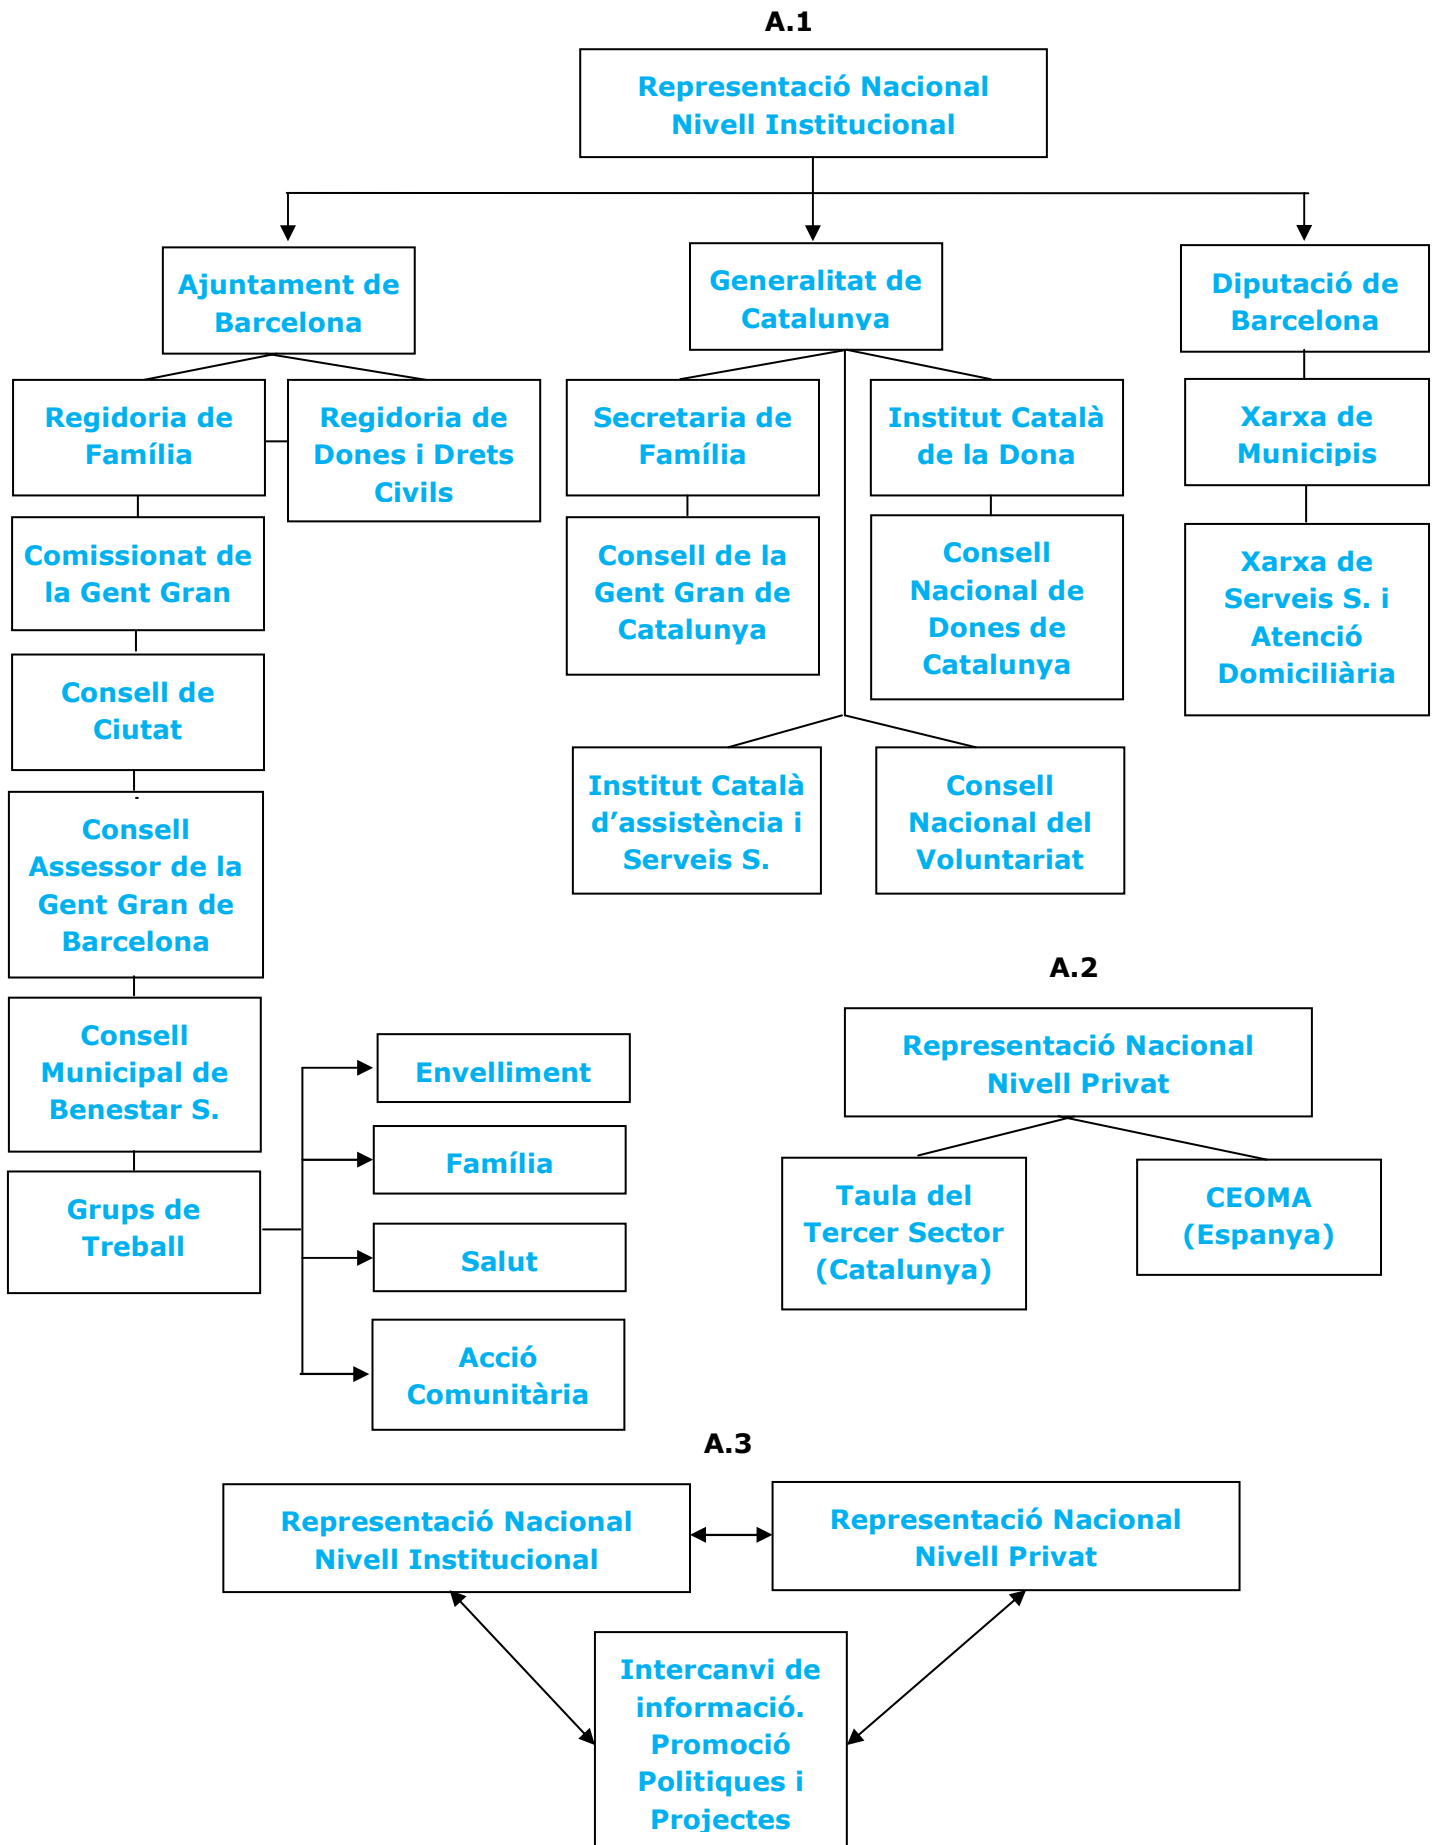 A.1
Representació Nacional
Nivell Institucional
Ajuntament de
Barcelona
Generalitat de
Catalunya
Diputació de
Barcelona
Regidoria de
Família
Regidoria de
Dones i Drets
Civils
Secretaria de
Família
Institut Català
de la Dona
Xarxa de
Municipis
Comissionat de
la Gent Gran
Consell de la
Gent Gran de
Catalunya
Consell
Nacional de
Dones de
Catalunya
Xarxa de
Serveis S. i
Atenció
Domiciliària
Consell de
Ciutat
Institut Català
d’assistència i
Serveis S.
Consell
Nacional del
Voluntariat
Consell
Assessor de la
Gent Gran de
Barcelona
Consell
Municipal de
Benestar S.
Grups de
Treball
Envelliment
Família
Salut
Acció
Comunitària
A.2
Representació Nacional
Nivell Privat
Taula del
Tercer Sector
(Catalunya)
CEOMA
(Espanya)
A.3
Representació Nacional
Nivell Institucional
Representació Nacional
Nivell Privat
Intercanvi de
informació.
Promoció
Politiques i
Projectes